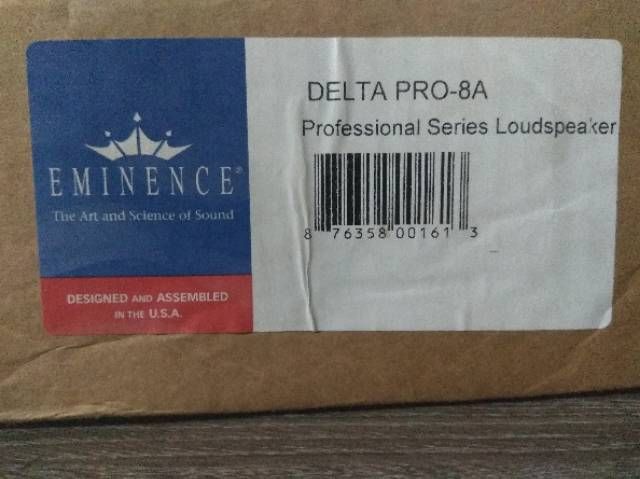 EMINENCE®
The Art and Science of Sound
DESIGNED AND ASSEMBLED
IN THE U.S.A.
DELTA PRO-8A
Professional Series Loudspeaker
8 76358 00161 3